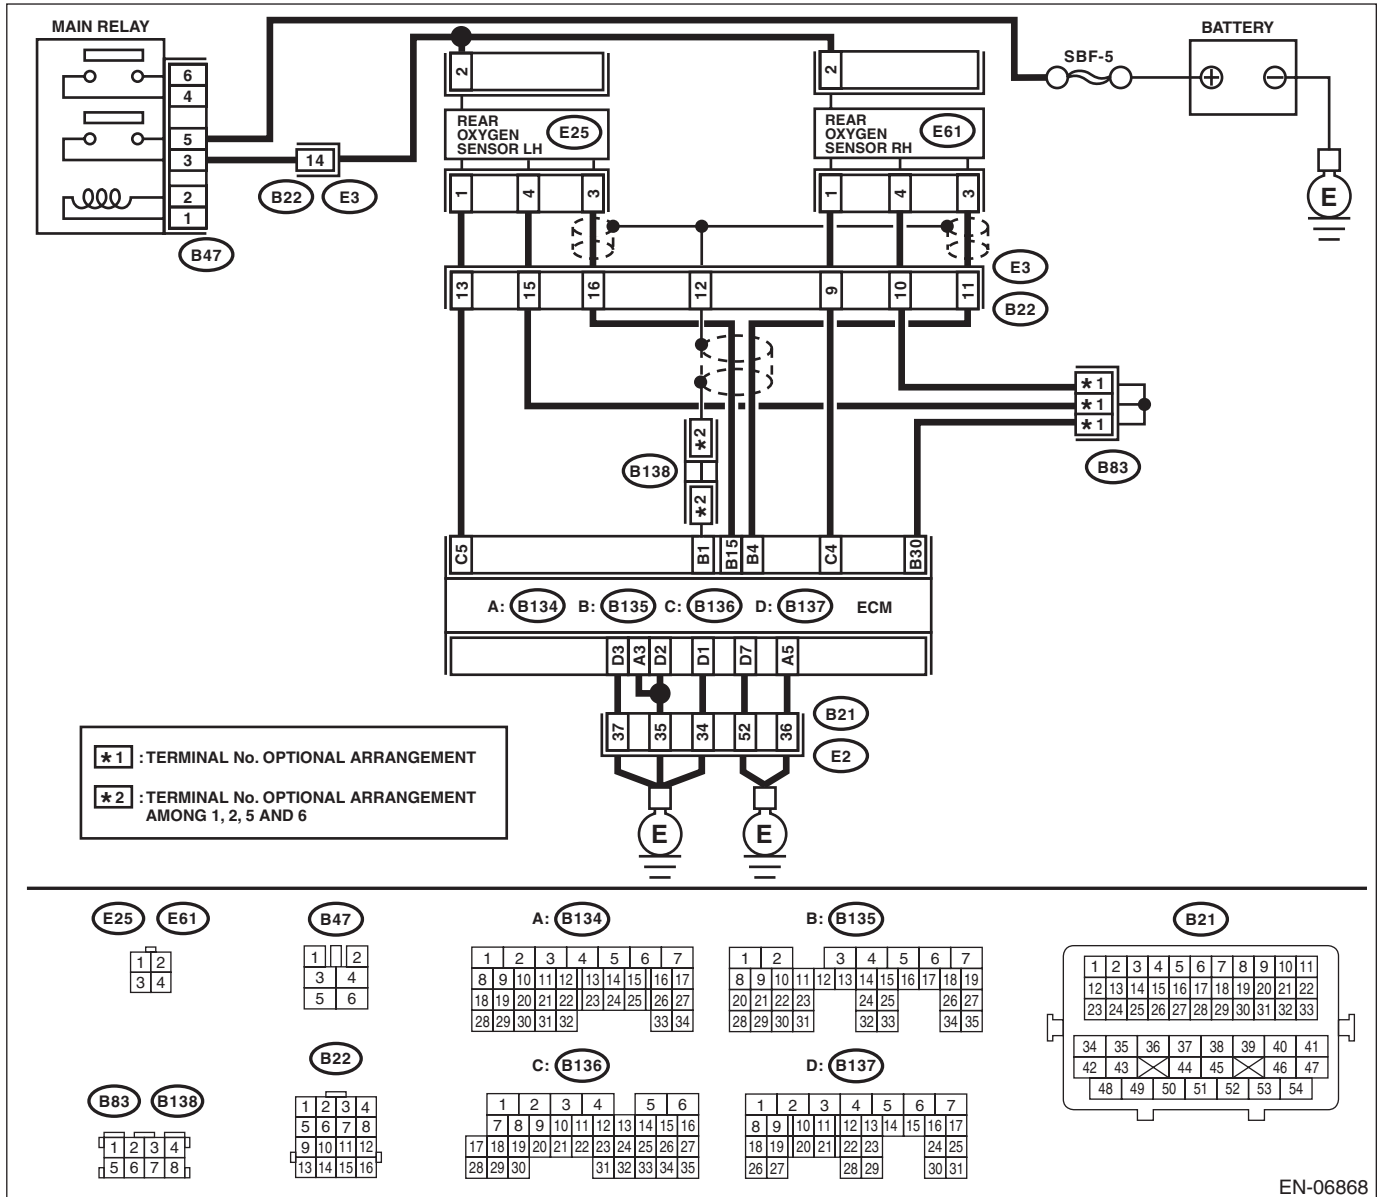 MAIN RELAY
BATTERY
SBF-5
6
4
5
3
2
1
B47
14
B22 E3
2
2
REAR
OXYGEN
SENSOR LH
E25
REAR
OXYGEN
SENSOR RH
E61
1 4 3
1 4 3
E
13 15 16 12 9 10 11
E3
B22
*1
*1
*1
B83
*2
B138
*2
C5 B1 B15 B4 C4 B30
A: B134 B: B135 C: B136 D: B137 ECM
D3 A3 D2 D1 D7 A5
37 35 34 52 36
B21
E2
E E
*1 : TERMINAL No. OPTIONAL ARRANGEMENT
*2 : TERMINAL No. OPTIONAL ARRANGEMENT
AMONG 1, 2, 5 AND 6
E25 E61
1 2
3 4
B47
1 2
3 4
5 6
A: B134
1 2 3 4 5 6 7
8 9 10 11 12 13 14 15 16 17
18 19 20 21 22 23 24 25 26 27
28 29 30 31 32 33 34
B: B135
1 2 3 4 5 6 7
8 9 10 11 12 13 14 15 16 17 18 19
20 21 22 23 24 25 26 27
28 29 30 31 32 33 34 35
B21
1 2 3 4 5 6 7 8 9 10 11
12 13 14 15 16 17 18 19 20 21 22
23 24 25 26 27 28 29 30 31 32 33
34 35 36 37 38 39 40 41
42 43 44 45 46 47
48 49 50 51 52 53 54
B83 B138
1 2 3 4
5 6 7 8
B22
1 2 3 4
5 6 7 8
9 10 11 12
13 14 15 16
C: B136
1 2 3 4 5 6
7 8 9 10 11 12 13 14 15 16
17 18 19 20 21 22 23 24 25 26 27
28 29 30 31 32 33 34 35
D: B137
1 2 3 4 5 6 7
8 9 10 11 12 13 14 15 16 17
18 19 20 21 22 23 24 25
26 27 28 29 30 31
EN-06868